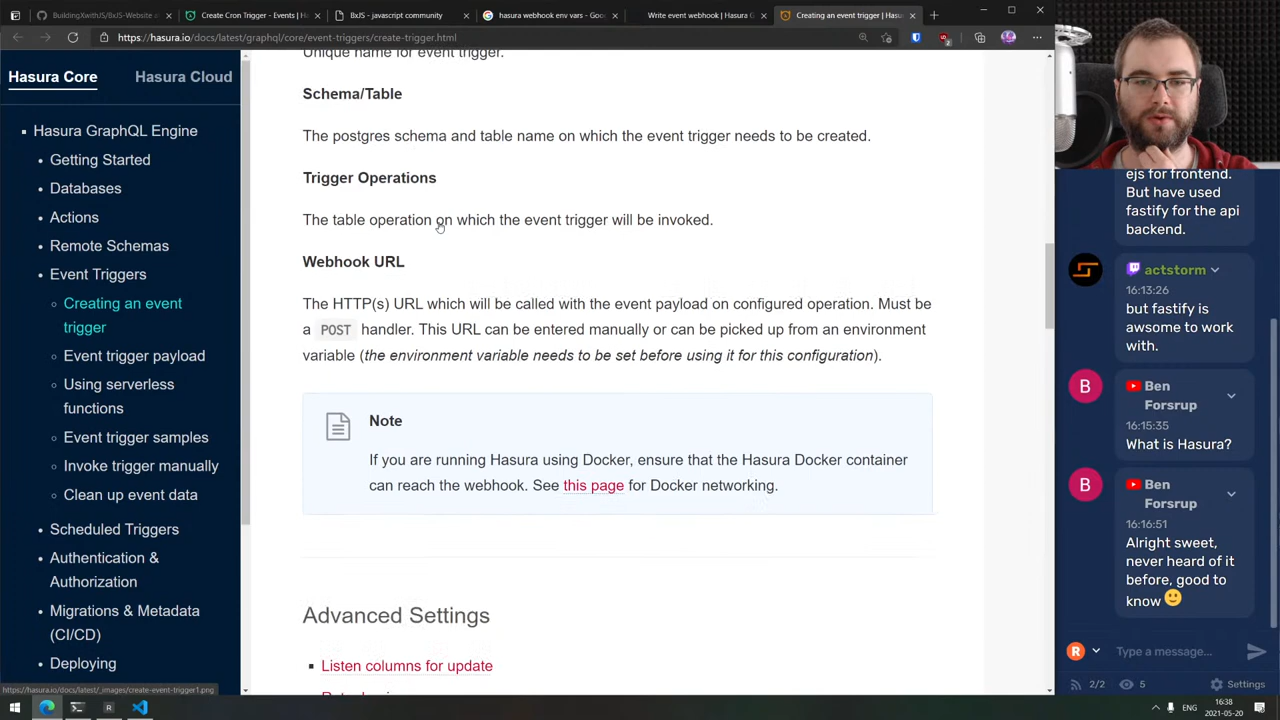 BuildingXwithJS/BxJS-Website at
Create Cron Trigger - Events | H
BxJS - javascript community
hasura webhook env vars - Goo
Write event webhook | Hasura G
Creating an event trigger | Hasur
https://hasura.io/docs/latest/graphql/core/event-triggers/create-trigger.html
Hasura Core
Hasura Cloud
Hasura GraphQL Engine
Getting Started
Databases
Actions
Remote Schemas
Event Triggers
Creating an event
trigger
Event trigger payload
Using serverless
functions
Event trigger samples
Invoke trigger manually
Clean up event data
Scheduled Triggers
Authentication &
Authorization
Migrations & Metadata
(CI/CD)
Deploying
https://hasura.io/docs/latest/_images/create-event-trigger1.png
Unique name for event trigger.
Schema/Table
The postgres schema and table name on which the event trigger needs to be created.
Trigger Operations
The table operation on which the event trigger will be invoked.
Webhook URL
The HTTP(s) URL which will be called with the event payload on configured operation. Must be
a POST handler. This URL can be entered manually or can be picked up from an environment
variable (the environment variable needs to be set before using it for this configuration).
Note
If you are running Hasura using Docker, ensure that the Hasura Docker container
can reach the webhook. See this page for Docker networking.
Advanced Settings
Listen columns for update
ejs for frontend.
But have used
fastify for the api
backend.
actstorm
16:13:26
but fastify is
awsome to work
with.
B
Ben
Forsrup
16:15:35
What is Hasura?
B
Ben
Forsrup
16:16:51
Alright sweet,
never heard of it
before, good to
know
R
Type a message...
2/2
5
Settings
ENG
16:38
2021-05-20